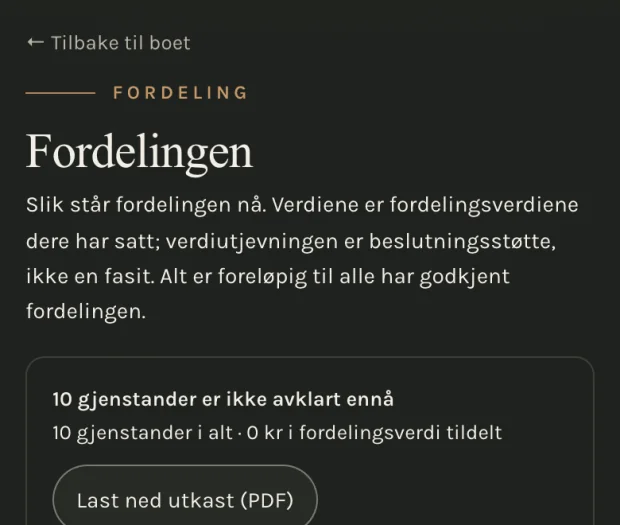 ← Tilbake til boet
FORDELING
Fordelingen
Slik står fordelingen nå. Verdiene er fordelingsverdiene
dere har satt; verdiutjevningen er beslutningsstøtte,
ikke en fasit. Alt er foreløpig til alle har godkjent
fordelingen.
10 gjenstander er ikke avklart ennå
10 gjenstander i alt · 0 kr i fordelingsverdi tildelt
Last ned utkast (PDF)